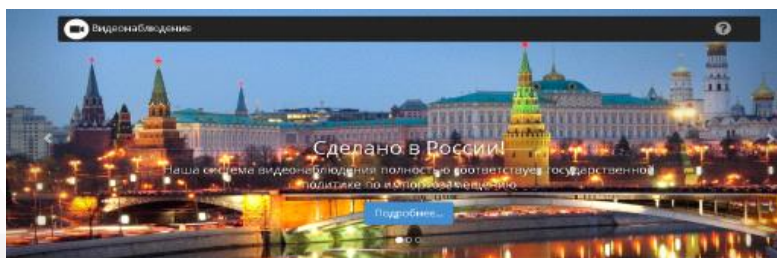 Видеонаблюдение
Сделано в России!
Наша система видеонаблюдения полностью соответствует государственной
политике по импортозамещению
Подробнее...